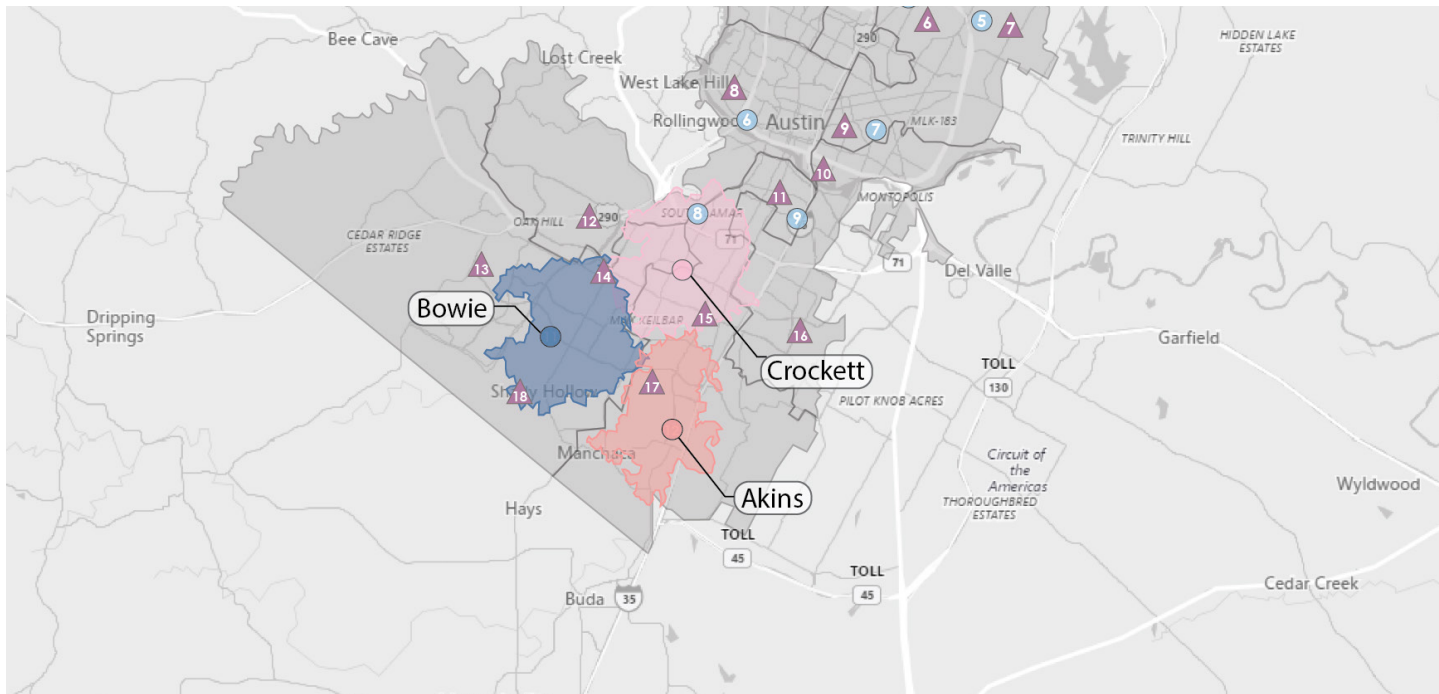 6
5
7
290
HIDDEN LAKE
ESTATES
Bee Cave
Lost Creek
West Lake Hill
8
Rollingwood
6
Austin
9
7
MLK-183
TRINITY HILL
10
11
MONTOPOLIS
CEDAR RIDGE
ESTATES
OAK HILL
12
290
8
9
71
71
Del Valle
13
14
Bowie
15
16
Dripping
Springs
Garfield
TOLL
130
Crockett
18
17
PILOT KNOB ACRES
Manchaca
Circuit of
the
Americas
THOROUGHBRED
ESTATES
Wyldwood
Akins
Hays
TOLL
45
TOLL
45
Buda
35
Cedar Creek